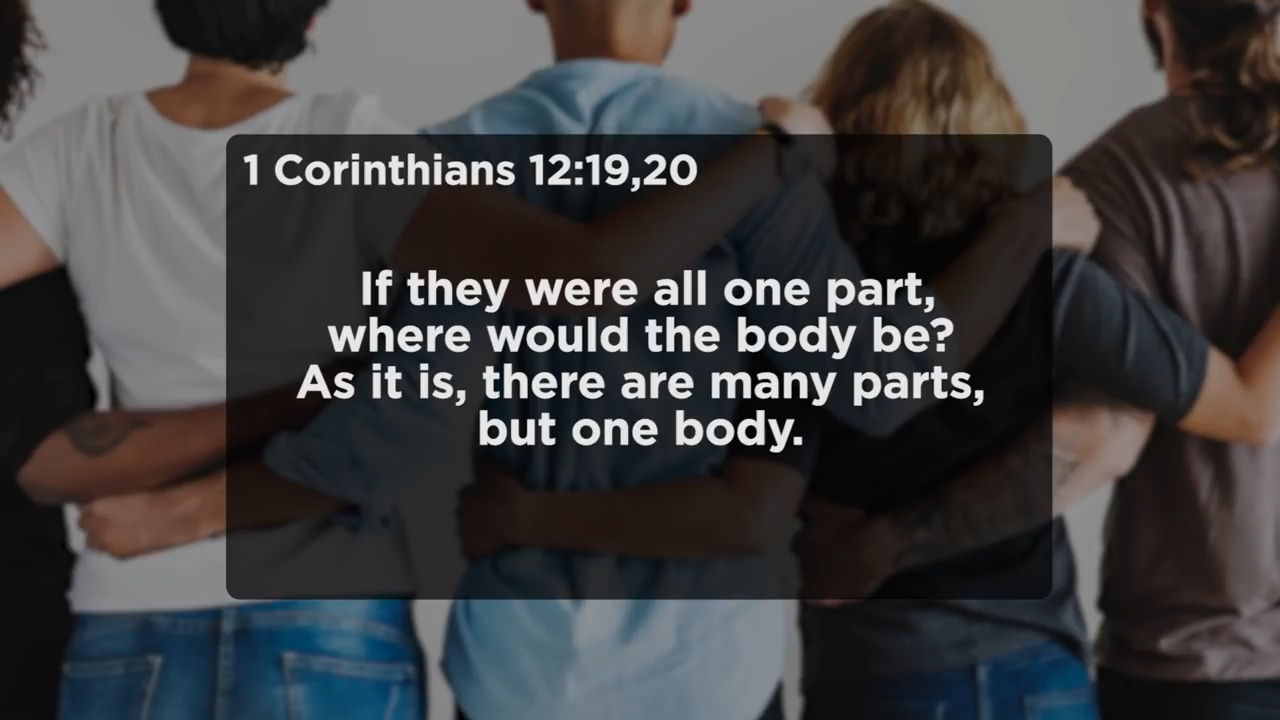 1 Corinthians 12:19,20
If they were all one part,
where would the body be?
As it is, there are many parts,
but one body.